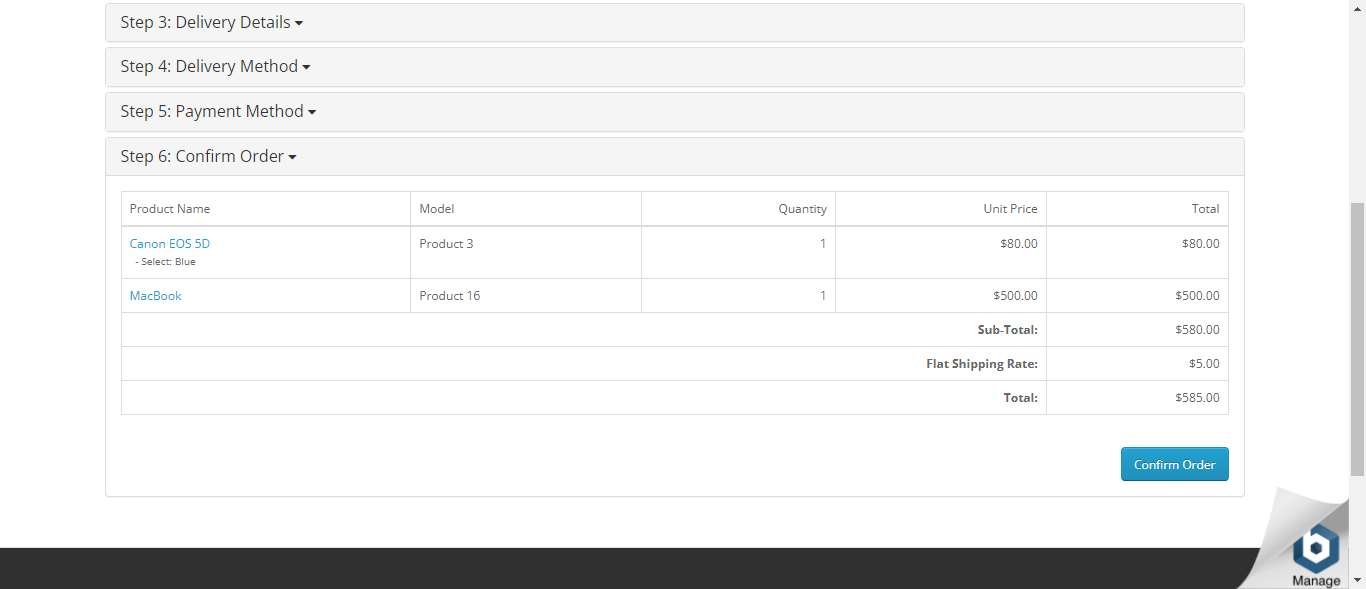 Step 3: Delivery Details
Step 4: Delivery Method
Step 5: Payment Method
Step 6: Confirm Order
Product Name Model Quantity Unit Price Total
Canon EOS 5D Product 3 1 $80.00 $80.00
- Select: Blue
MacBook Product 16 1 $500.00 $500.00
Sub-Total: $580.00
Flat Shipping Rate: $5.00
Total: $585.00
Confirm Order
b
Manage